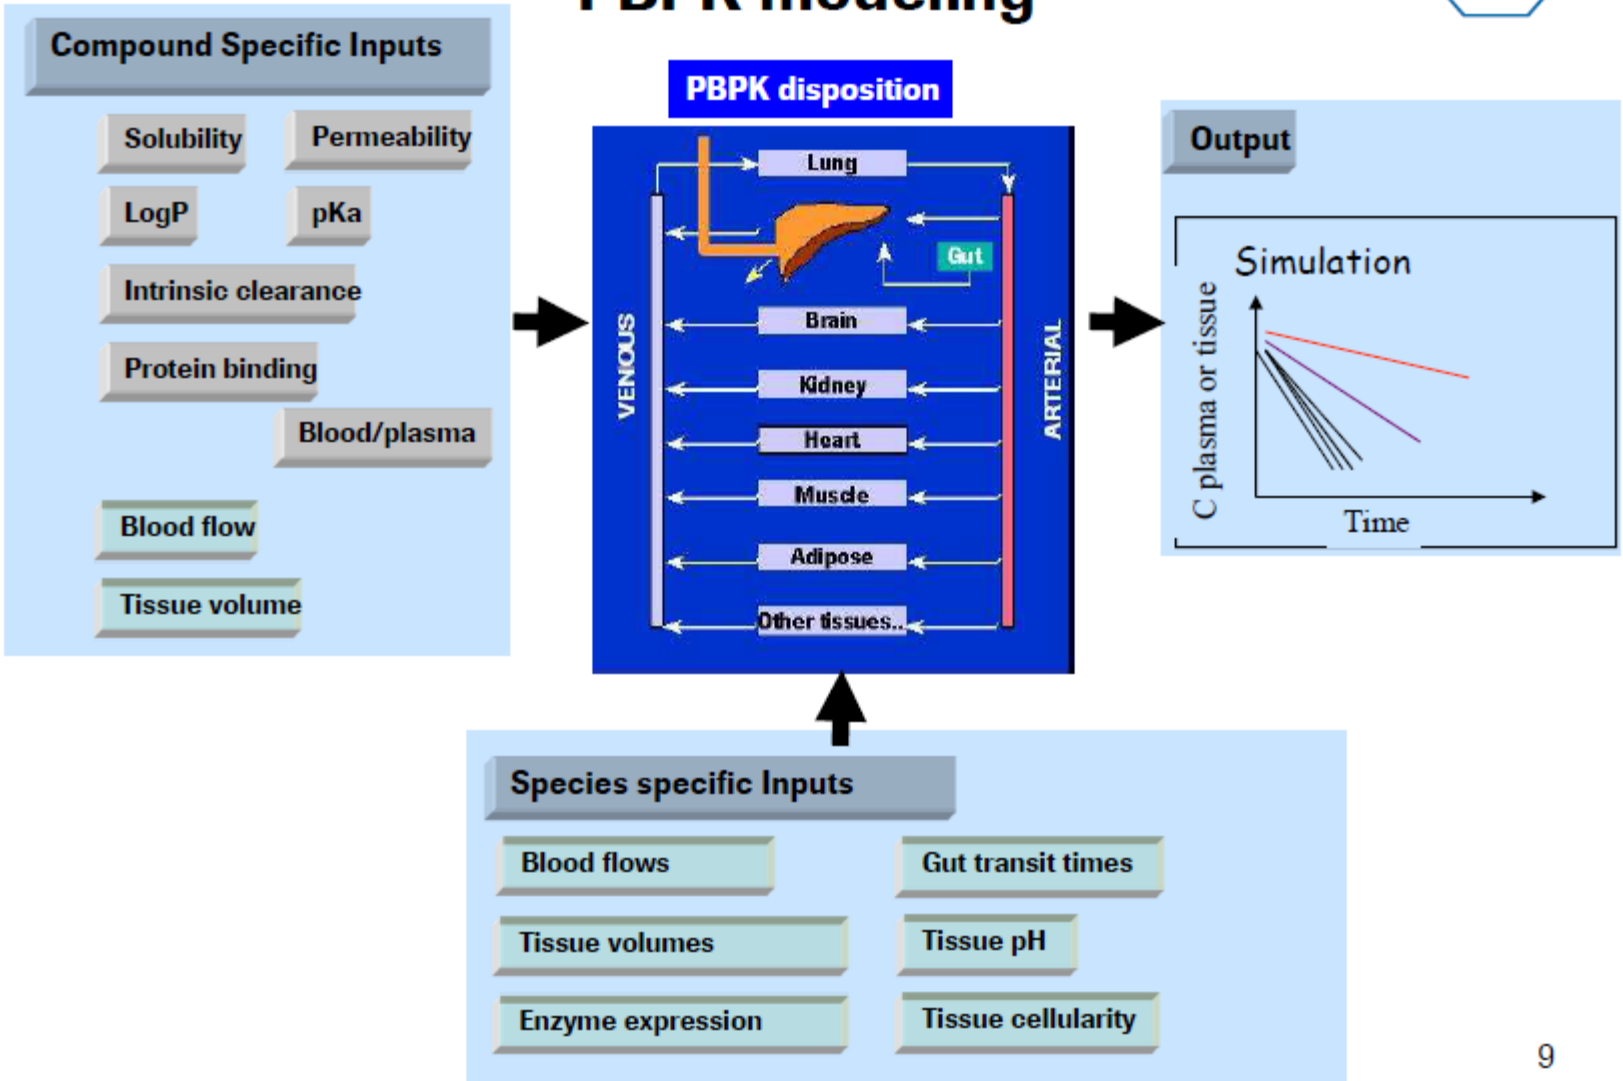 PBPK modelling
Compound Specific Inputs
Solubility
Permeability
LogP
pKa
Intrinsic clearance
Protein binding
Blood/plasma
Blood flow
Tissue volume
PBPK disposition
Lung
Gut
Brain
Kidney
Heart
Muscle
Adipose
Other tissues..
VENOUS
ARTERIAL
Output
Simulation
C plasma or tissue
Time
Species specific Inputs
Blood flows
Gut transit times
Tissue volumes
Tissue pH
Enzyme expression
Tissue cellularity
9